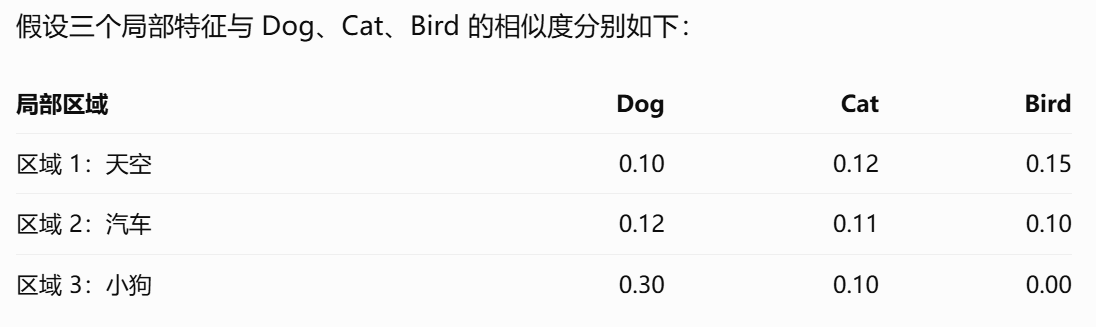 假设三个局部特征与 Dog、Cat、Bird 的相似度分别如下：
局部区域 Dog Cat Bird
区域 1：天空 0.10 0.12 0.15
区域 2：汽车 0.12 0.11 0.10
区域 3：小狗 0.30 0.10 0.00